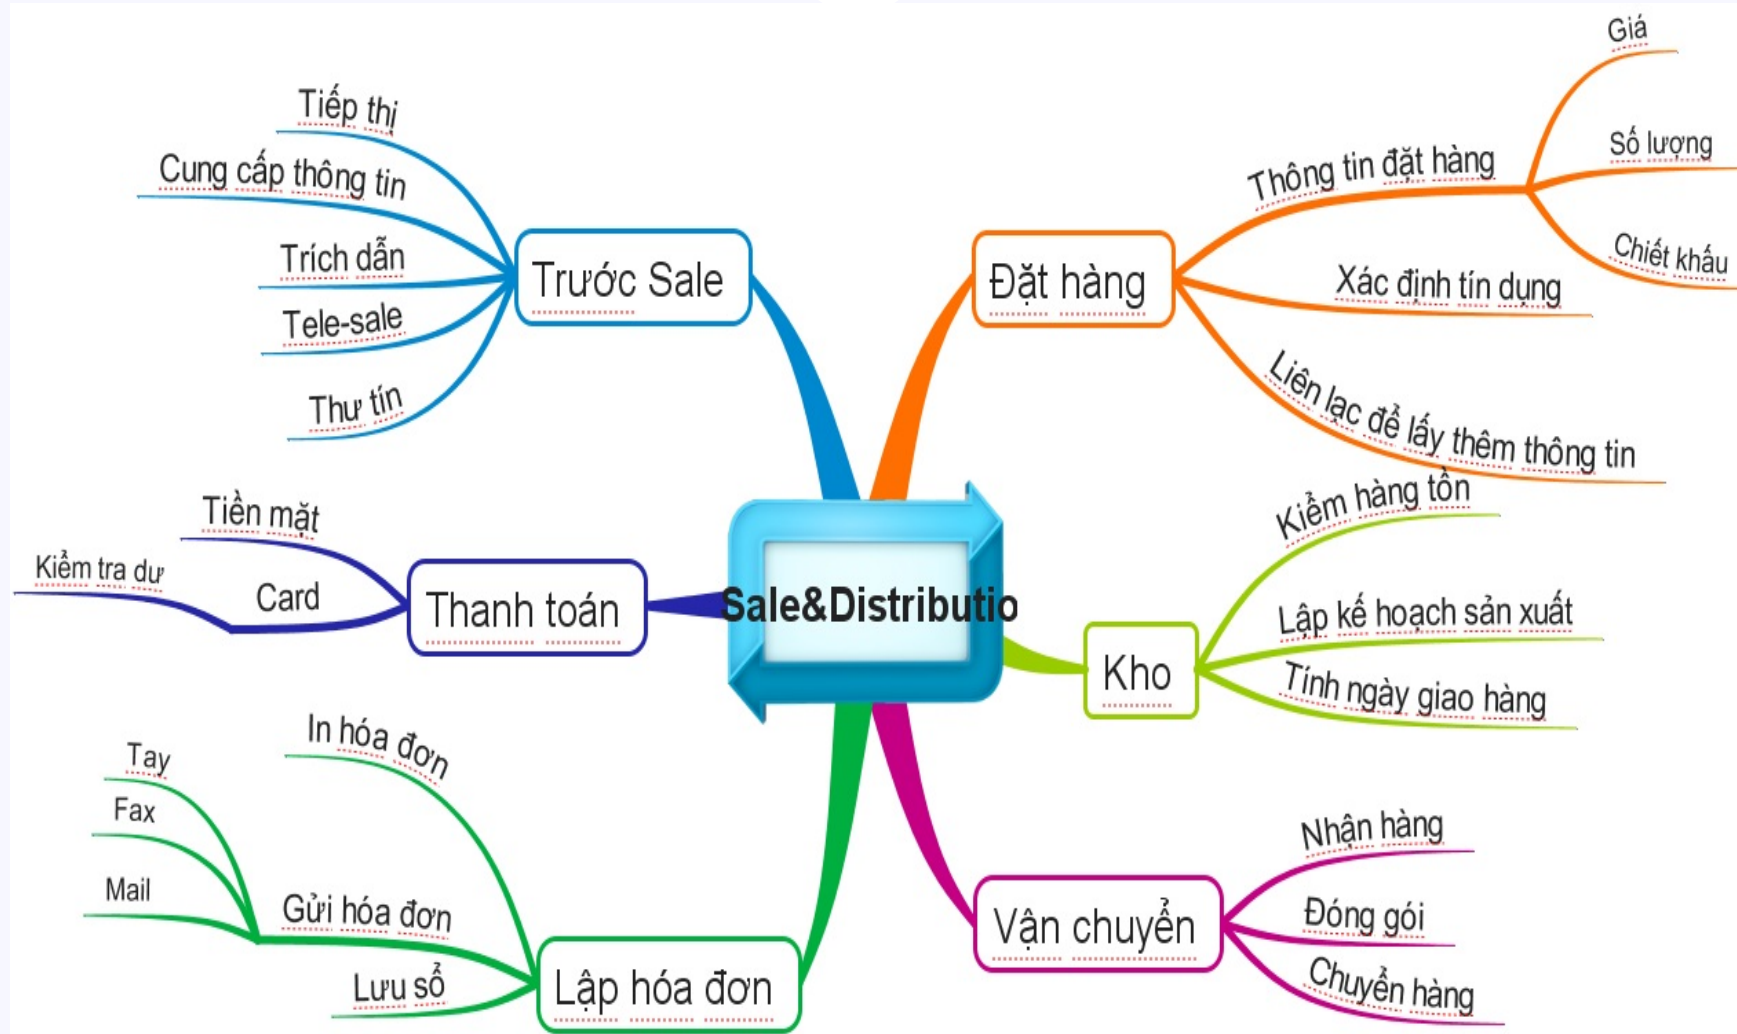 Tiếp thị
Cung cấp thông tin
Trích dẫn
Tele-sale
Thư tín
Trước Sale
Đặt hàng
Thông tin đặt hàng
Giá
Số lượng
Chiết khấu
Xác định tín dụng
Liên lạc để lấy thêm thông tin
Tiền mặt
Kiểm tra dư
Card
Thanh toán
Sale&Distributio
Kho
Kiểm hàng tồn
Lập kế hoạch sản xuất
Tính ngày giao hàng
In hóa đơn
Tay
Fax
Mail
Gửi hóa đơn
Lưu sổ
Lập hóa đơn
Vận chuyển
Nhận hàng
Đóng gói
Chuyển hàng